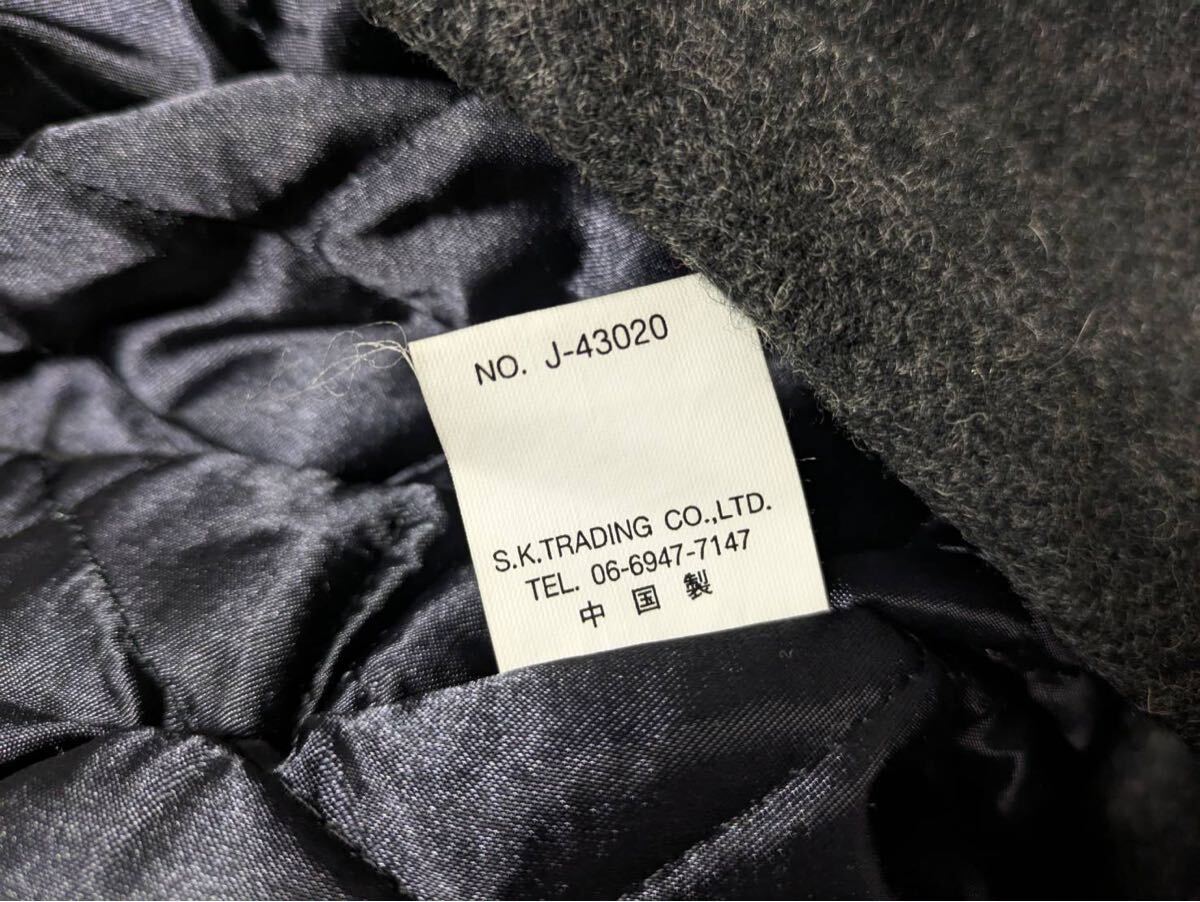 NO. J-43020
S.K.TRADING CO.,LTD.
TEL. 06-6947-7147
中国製